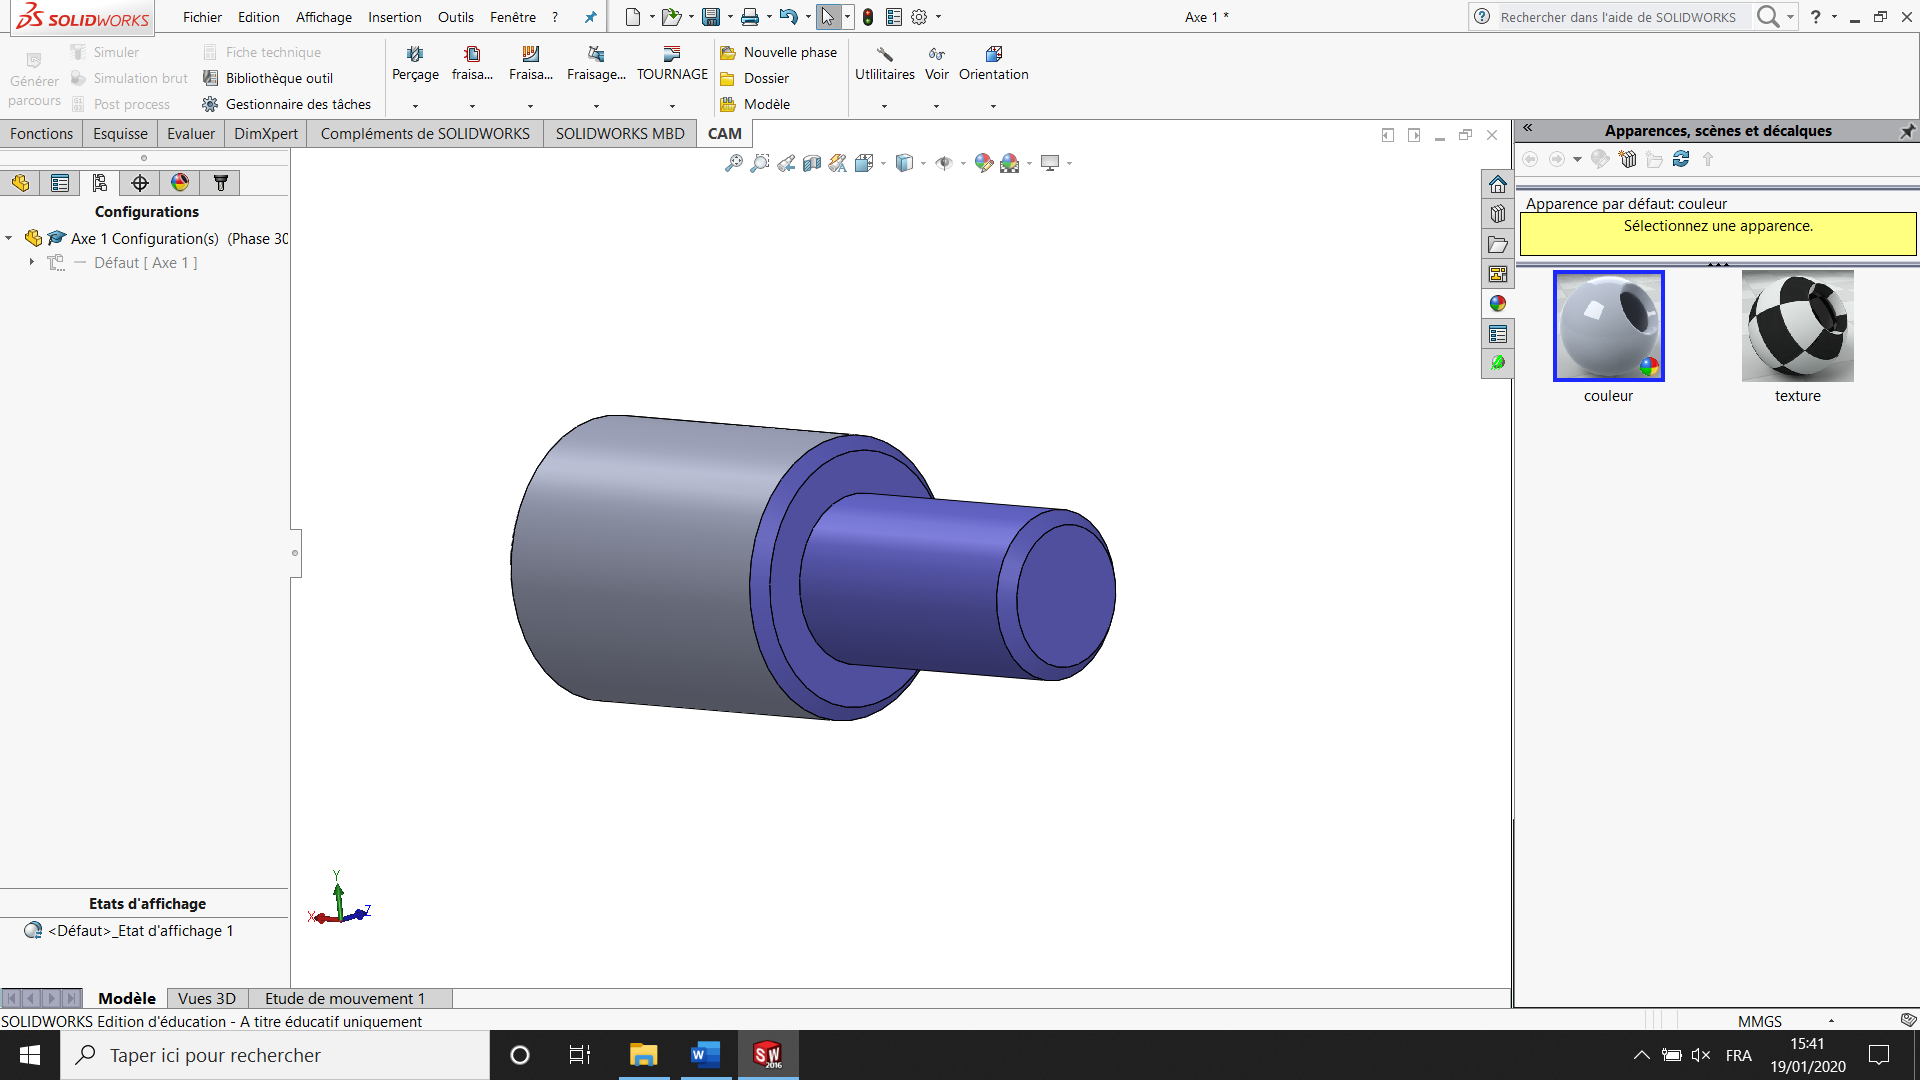 SOLIDWORKS
Fichier Edition Affichage Insertion Outils Fenêtre ?
Axe 1 *
Rechercher dans l'aide de SOLIDWORKS
Générer parcours
Simuler
Simulation brut
Post process
Fiche technique
Bibliothèque outil
Gestionnaire des tâches
Perçage
fraisa...
Fraisa...
Fraisage...
TOURNAGE
Nouvelle phase
Dossier
Modèle
Utilitaires
Voir
Orientation
Fonctions Esquisse Evaluer DimXpert Compléments de SOLIDWORKS SOLIDWORKS MBD CAM
Configurations
Axe 1 Configuration(s) (Phase 30
Défaut [ Axe 1 ]
Apparences, scènes et décalques
Apparence par défaut: couleur
Sélectionnez une apparence.
couleur
texture
Y
X
Z
Etats d'affichage
<Défaut>_Etat d'affichage 1
Modèle Vues 3D Etude de mouvement 1
SOLIDWORKS Edition d'éducation - A titre éducatif uniquement
MMGS
Taper ici pour rechercher
SW
2016
FRA
15:41
19/01/2020